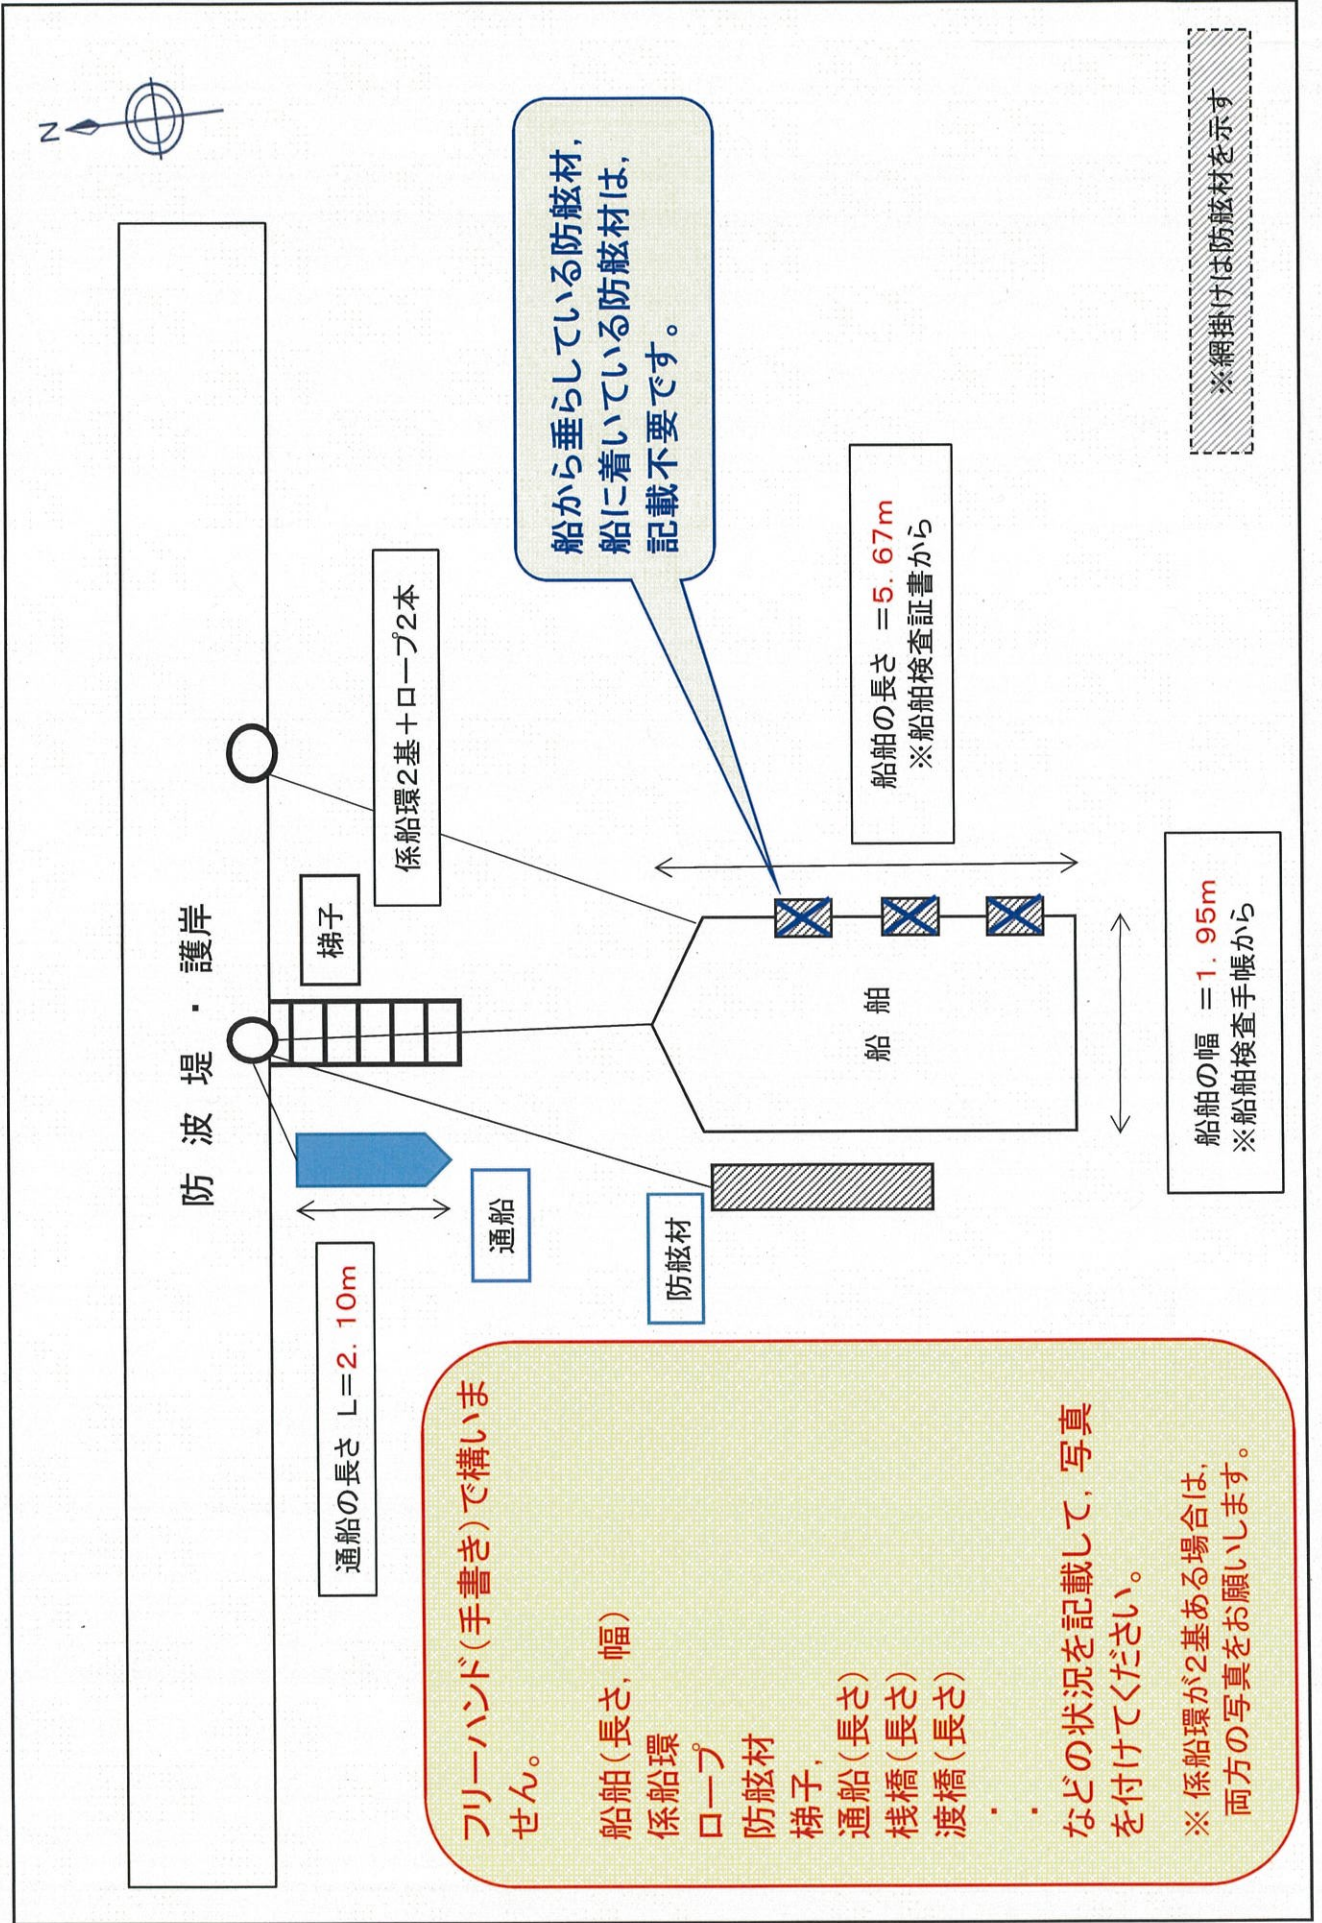 N
防 波 堤 ・ 護岸
梯子
係船環2基＋ロープ2本
通船の長さ L＝2．10m
通船
防舷材
船 舶
船から垂らしている防舷材，
船に着いている防舷材は，
記載不要です。
船舶の長さ ＝5．67m
※船舶検査証書から
船舶の幅 ＝1．95m
※船舶検査手帳から
※網掛けは防舷材を示す
フリーハンド（手書き）で構いま
せん。
船舶（長さ，幅）
係船環
ロープ
防舷材
梯子，
通船（長さ）
桟橋（長さ）
渡橋（長さ）
・
・
などの状況を記載して，写真
を付けてください。
※ 係船環が2基ある場合は，
両方の写真をお願いします。